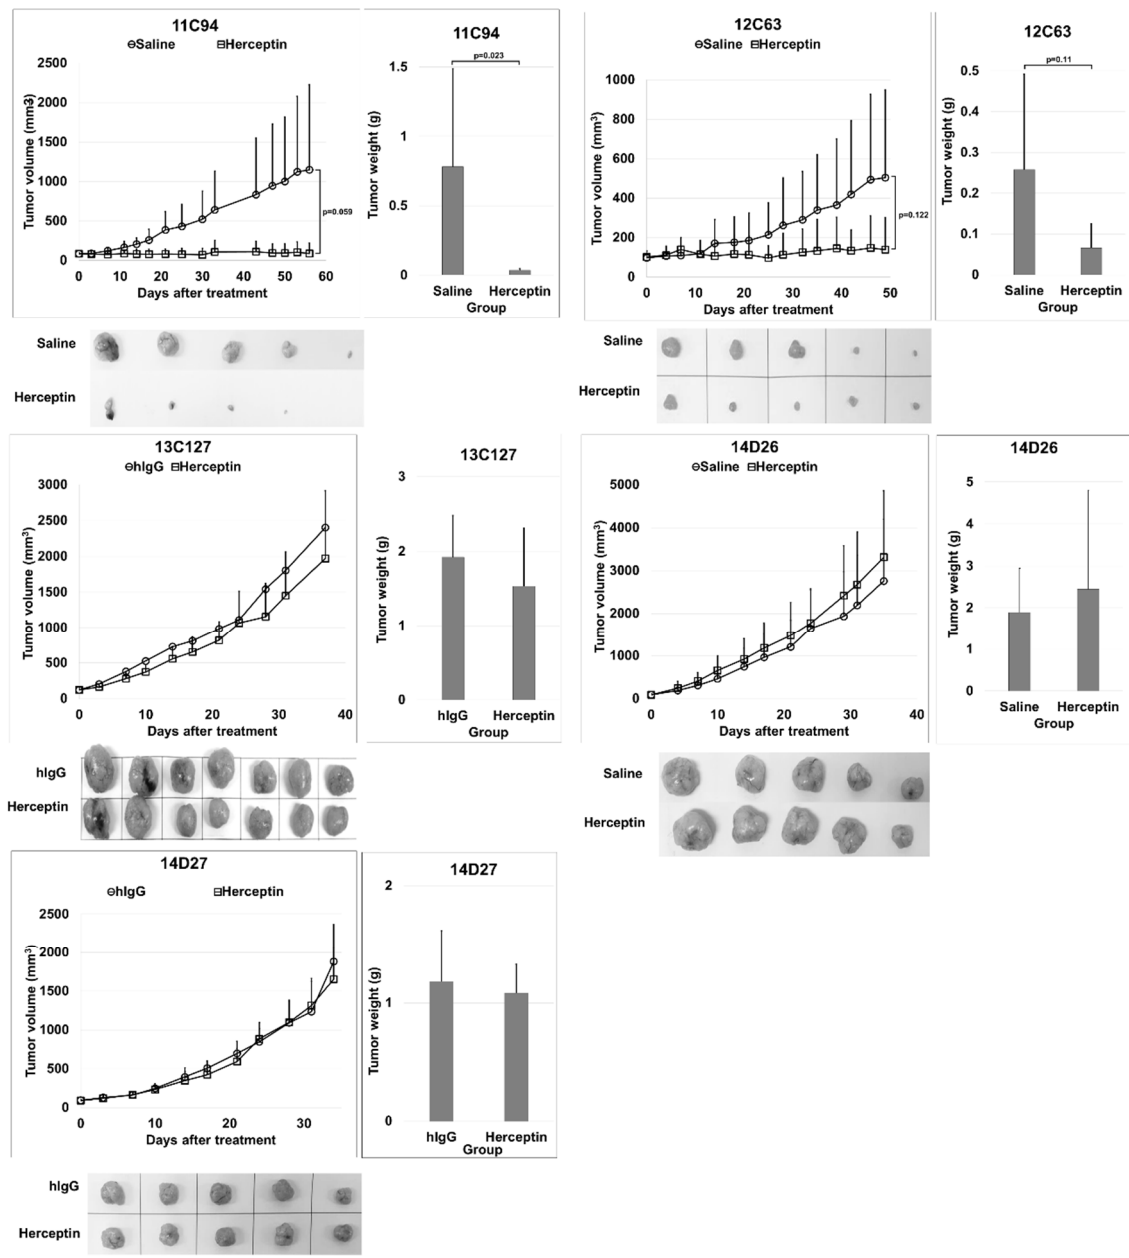 11C94
⊖Saline ⊟Herceptin
Tumor volume (mm3)
2500
2000
1500
1000
500
0
p=0.059
0 10 20 30 40 50 60
Days after treatment
11C94
p=0.023
Tumor weight (g)
1.5
1
0.5
0
Saline Herceptin
Group
Saline
Herceptin
12C63
⊖Saline ⊟Herceptin
Tumor volume (mm³)
1000
800
600
400
200
0
p=0.122
0 10 20 30 40 50
Days after treatment
12C63
p=0.11
Tumor weight (g)
0.5
0.4
0.3
0.2
0.1
0
Saline Herceptin
Group
Saline
Herceptin
13C127
⊖hIgG ⊟Herceptin
Tumor volume (mm³)
3000
2500
2000
1500
1000
500
0
0 10 20 30 40
Days after treatment
13C127
Tumor weight (g)
3
2
1
0
hIgG Herceptin
Group
hIgG
Herceptin
14D26
⊖Saline ⊟Herceptin
Tumor volume (mm³)
5000
4000
3000
2000
1000
0
0 10 20 30 40
Days after treatment
14D26
Tumor weight (g)
5
4
3
2
1
0
Saline Herceptin
Group
Saline
Herceptin
14D27
⊖hIgG ⊟Herceptin
Tumor volume (mm³)
2500
2000
1500
1000
500
0
0 10 20 30
Days after treatment
14D27
Tumor weight (g)
2
1
0
hIgG Herceptin
Group
hIgG
Herceptin